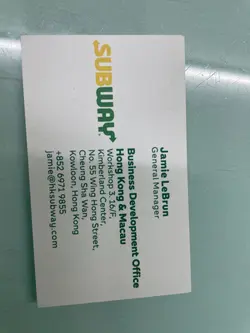 SUBWAY
Jamie LeBrun
General Manager
Business Development Office
Hong Kong & Macau
Workshop 3, 16/F,
Kimberland Center,
No. 55 Wing Hong Street,
Cheung Sha Wan,
Kowloon, Hong Kong
+852 6971 9855
jamie@hksubway.com